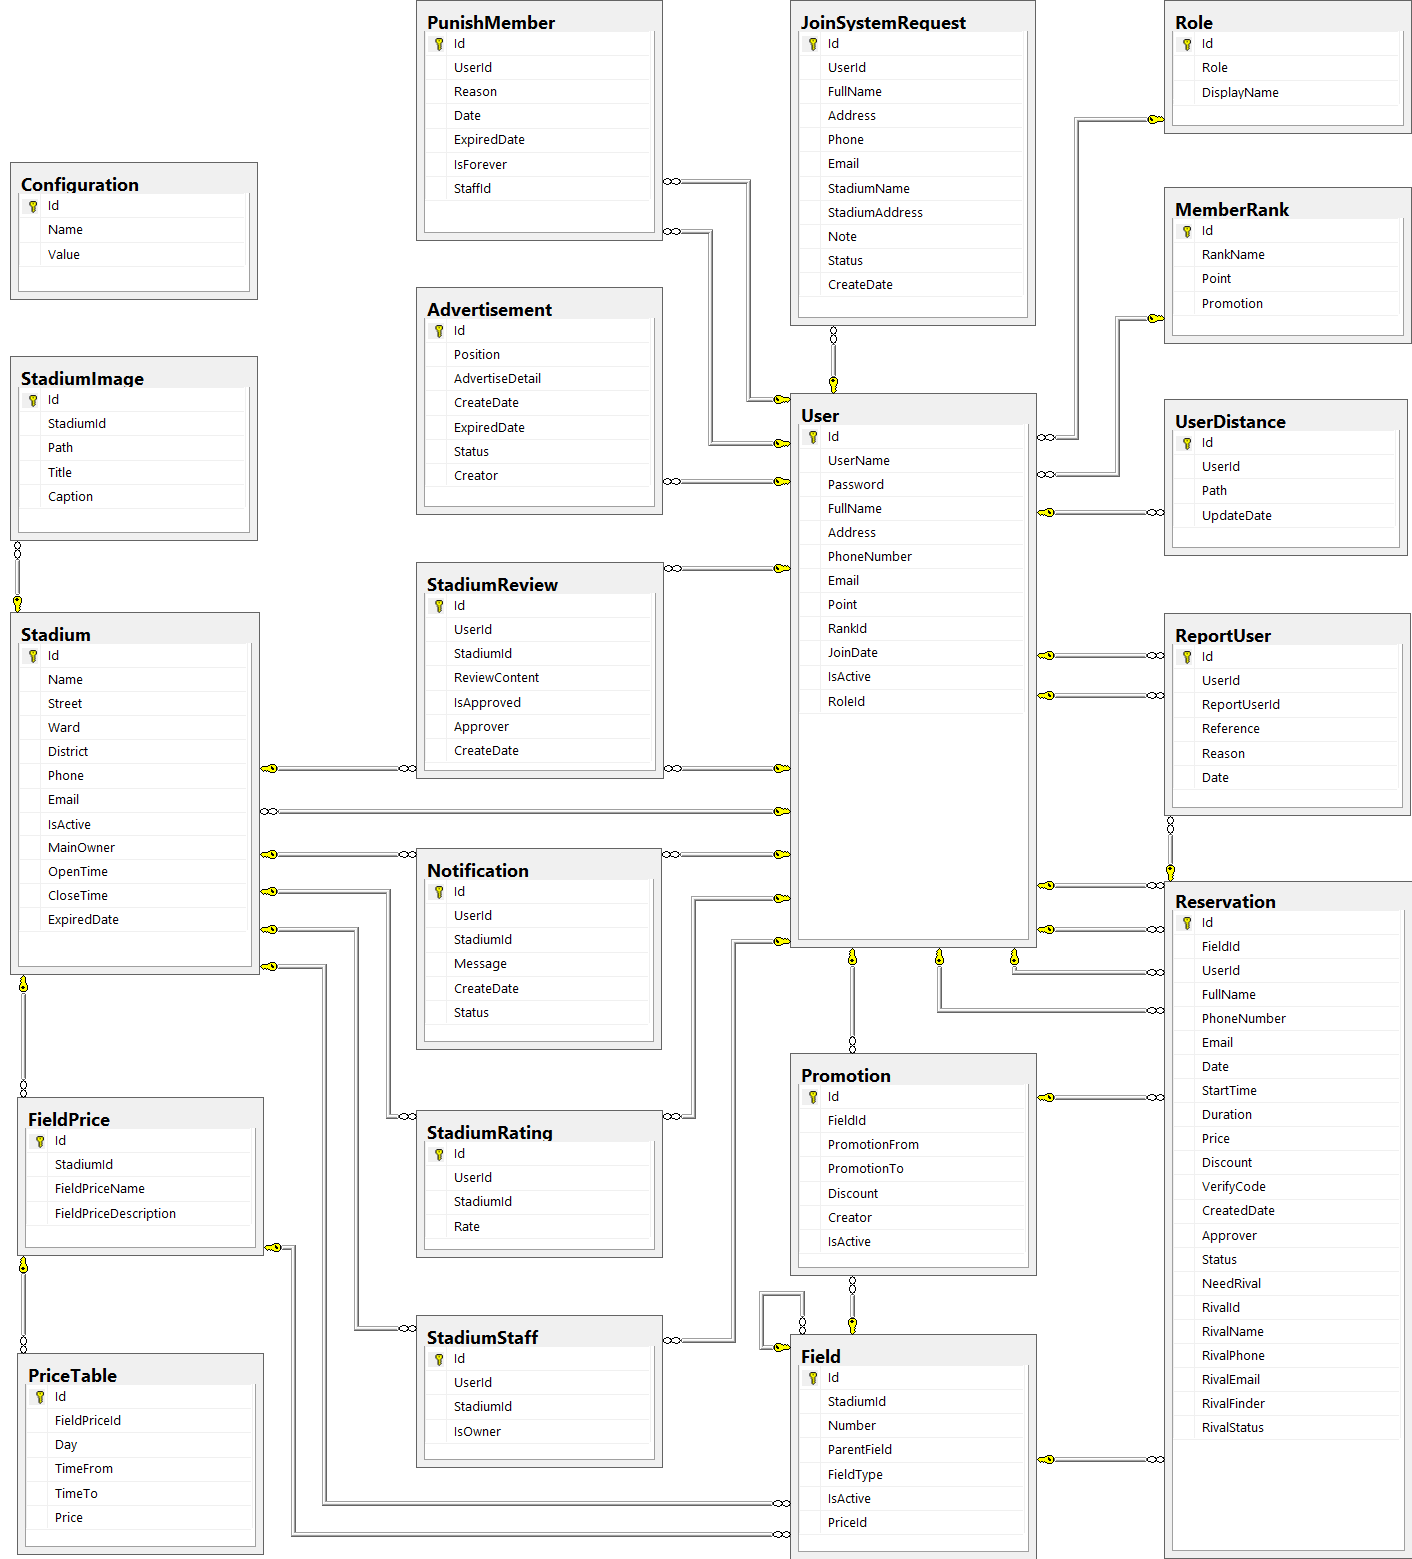 PunishMember
Id
UserId
Reason
Date
ExpiredDate
IsForever
StaffId
JoinSystemRequest
Id
UserId
FullName
Address
Phone
Email
StadiumName
StadiumAddress
Note
Status
CreateDate
Role
Id
Role
DisplayName
Configuration
Id
Name
Value
MemberRank
Id
RankName
Point
Promotion
Advertisement
Id
Position
AdvertiseDetail
CreateDate
ExpiredDate
Status
Creator
StadiumImage
Id
StadiumId
Path
Title
Caption
User
Id
UserName
Password
FullName
Address
PhoneNumber
Email
Point
RankId
JoinDate
IsActive
RoleId
UserDistance
Id
UserId
Path
UpdateDate
StadiumReview
Id
UserId
StadiumId
ReviewContent
IsApproved
Approver
CreateDate
Stadium
Id
Name
Street
Ward
District
Phone
Email
IsActive
MainOwner
OpenTime
CloseTime
ExpiredDate
ReportUser
Id
UserId
ReportUserId
Reference
Reason
Date
Notification
Id
UserId
StadiumId
Message
CreateDate
Status
Reservation
Id
FieldId
UserId
FullName
PhoneNumber
Email
Date
StartTime
Duration
Price
Discount
VerifyCode
CreatedDate
Approver
Status
NeedRival
RivalId
RivalName
RivalPhone
RivalEmail
RivalFinder
RivalStatus
Promotion
Id
FieldId
PromotionFrom
PromotionTo
Discount
Creator
IsActive
FieldPrice
Id
StadiumId
FieldPriceName
FieldPriceDescription
StadiumRating
Id
UserId
StadiumId
Rate
StadiumStaff
Id
UserId
StadiumId
IsOwner
Field
Id
StadiumId
Number
ParentField
FieldType
IsActive
PriceId
PriceTable
Id
FieldPriceId
Day
TimeFrom
TimeTo
Price